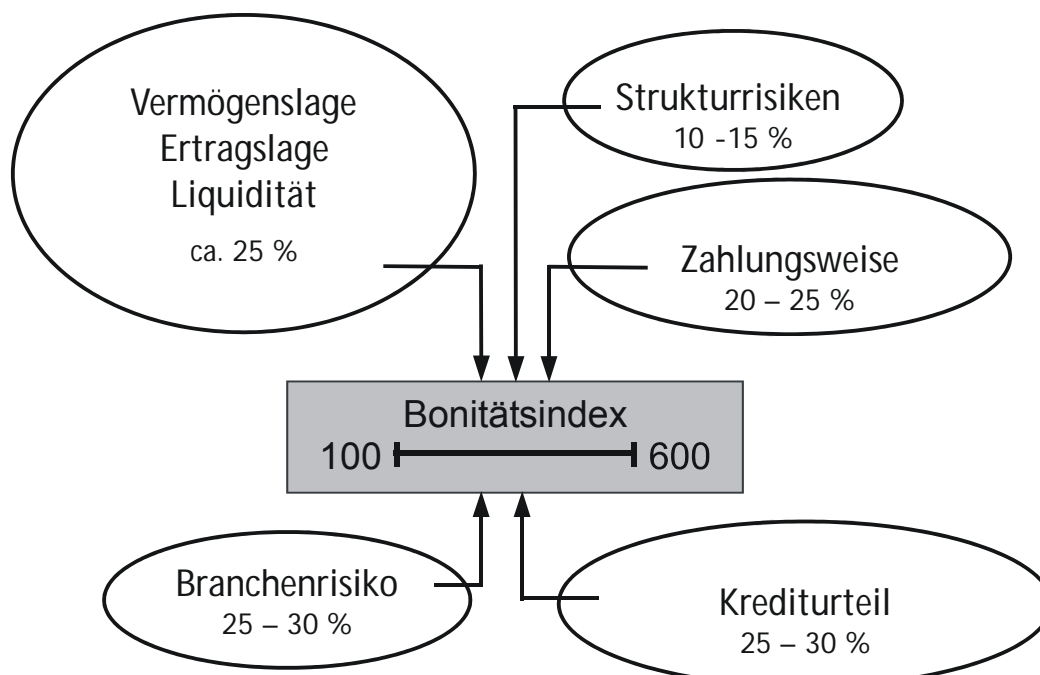 Vermögenslage
Ertragslage
Liquidität
ca. 25 %
Strukturrisiken
10 -15 %
Zahlungsweise
20 – 25 %
Bonitätsindex
100 600
Branchenrisiko
25 – 30 %
Krediturteil
25 – 30 %